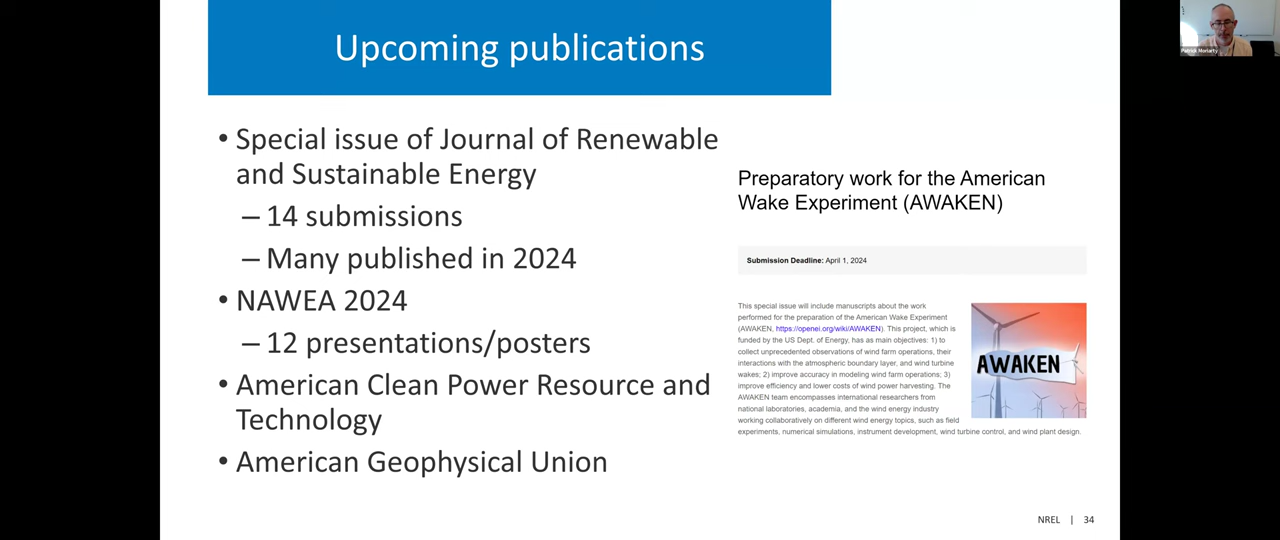 Upcoming publications
• Special issue of Journal of Renewable
and Sustainable Energy
– 14 submissions
– Many published in 2024
• NAWEA 2024
– 12 presentations/posters
• American Clean Power Resource and
Technology
• American Geophysical Union
Preparatory work for the American
Wake Experiment (AWAKEN)
Submission Deadline: April 1, 2024
This special issue will include manuscripts about the work
performed for the preparation of the American Wake Experiment
(AWAKEN, https://openei.org/wiki/AWAKEN). This project, which is
funded by the US Dept. of Energy, has as main objectives: 1) to
collect unprecedented observations of wind farm operations, their
interactions with the atmospheric boundary layer, and wind turbine
wakes; 2) improve accuracy in modeling wind farm operations; 3)
improve efficiency and lower costs of wind power harvesting. The
AWAKEN team encompasses international researchers from
national laboratories, academia, and the wind energy industry
working collaboratively on different wind energy topics, such as field
experiments, numerical simulations, instrument development, wind turbine control, and wind plant design.
AWAKEN
NREL | 34
Patrick Moriarty